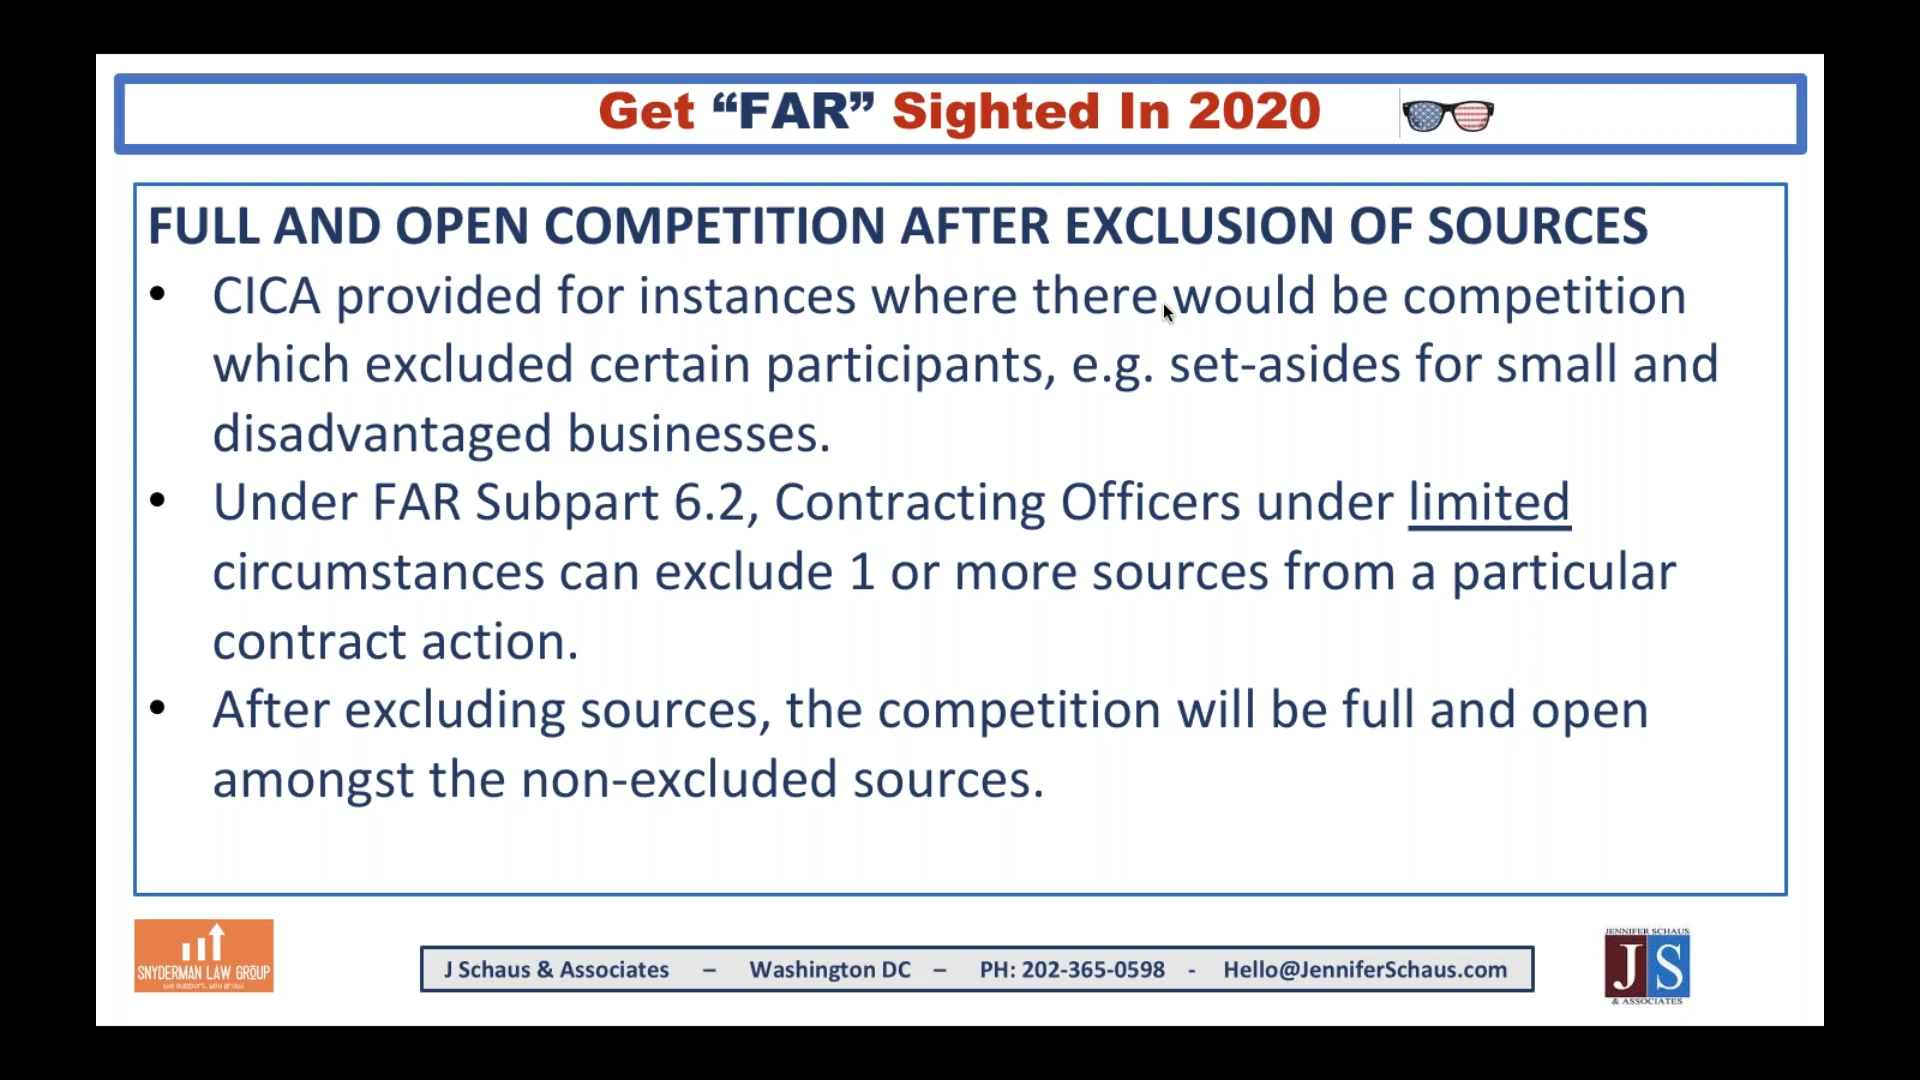 Get “FAR” Sighted In 2020
FULL AND OPEN COMPETITION AFTER EXCLUSION OF SOURCES
• CICA provided for instances where there would be competition
which excluded certain participants, e.g. set-asides for small and
disadvantaged businesses.
• Under FAR Subpart 6.2, Contracting Officers under limited
circumstances can exclude 1 or more sources from a particular
contract action.
• After excluding sources, the competition will be full and open
amongst the non-excluded sources.
SNYDERMAN LAW GROUP
we support, you grow
J Schaus & Associates – Washington DC – PH: 202-365-0598 - Hello@JenniferSchaus.com
JENNIFER SCHAUS
JS
& ASSOCIATES